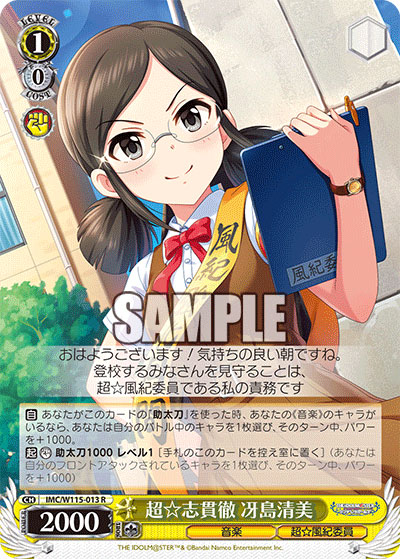 LEVEL
1
0
COST
風紀委
風紀委
SAMPLE
おはようございます！気持ちの良い朝ですね。
登校するみなさんを見守ることは、
超☆風紀委員である私の責務です
自 あなたがこのカードの『助太刀』を使った時、あなたの《音楽》のキャラが
いるなら、あなたは自分のバトル中のキャラを1枚選び、そのターン中、パワー
を＋1000。
起 助太刀1000 レベル1 ［手札のこのカードを控え室に置く］ (あなたは
自分のフロントアタックされているキャラを1枚選び、そのターン中、パワーを
＋1000)
CH IMC/W115-013 R
POWER
2000
SOUL
1
超☆志貫徹 冴島清美
音楽
超☆風紀委員
THE IDOLM@STER™& ©Bandai Namco Entertainment Inc.